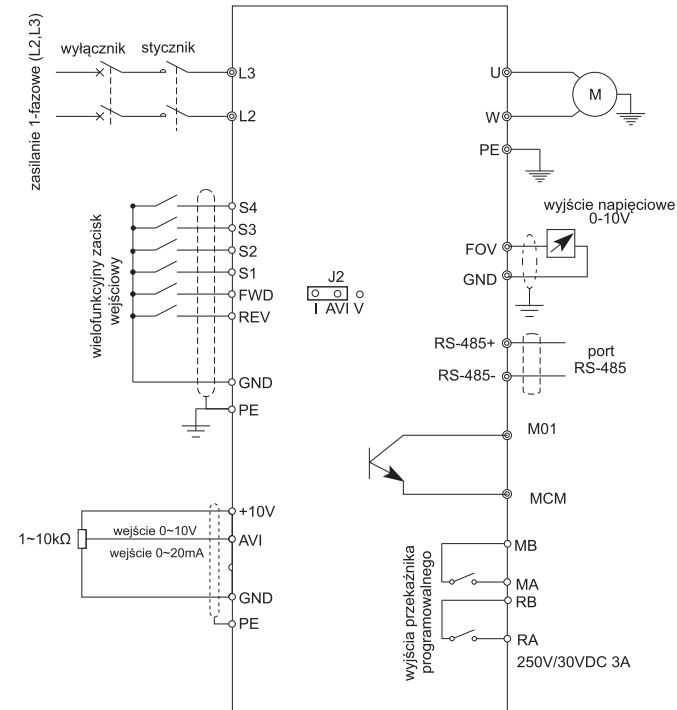 zasilanie 1-fazowe (L2,L3)
wyłącznik
stycznik
L3
L2
wielofunkcyjny zacisk
wejściowy
S4
S3
S2
S1
FWD
REV
GND
PE
1~10kΩ
wejście 0~10V
wejście 0~20mA
+10V
AVI
GND
PE
J2
I AVI V
U
M
W
PE
wyjście napięciowe
0-10V
FOV
GND
RS-485+
RS-485-
port
RS-485
M01
MCM
wyjścia przekaźnika
programowalnego
MB
MA
RB
RA
250V/30VDC 3A